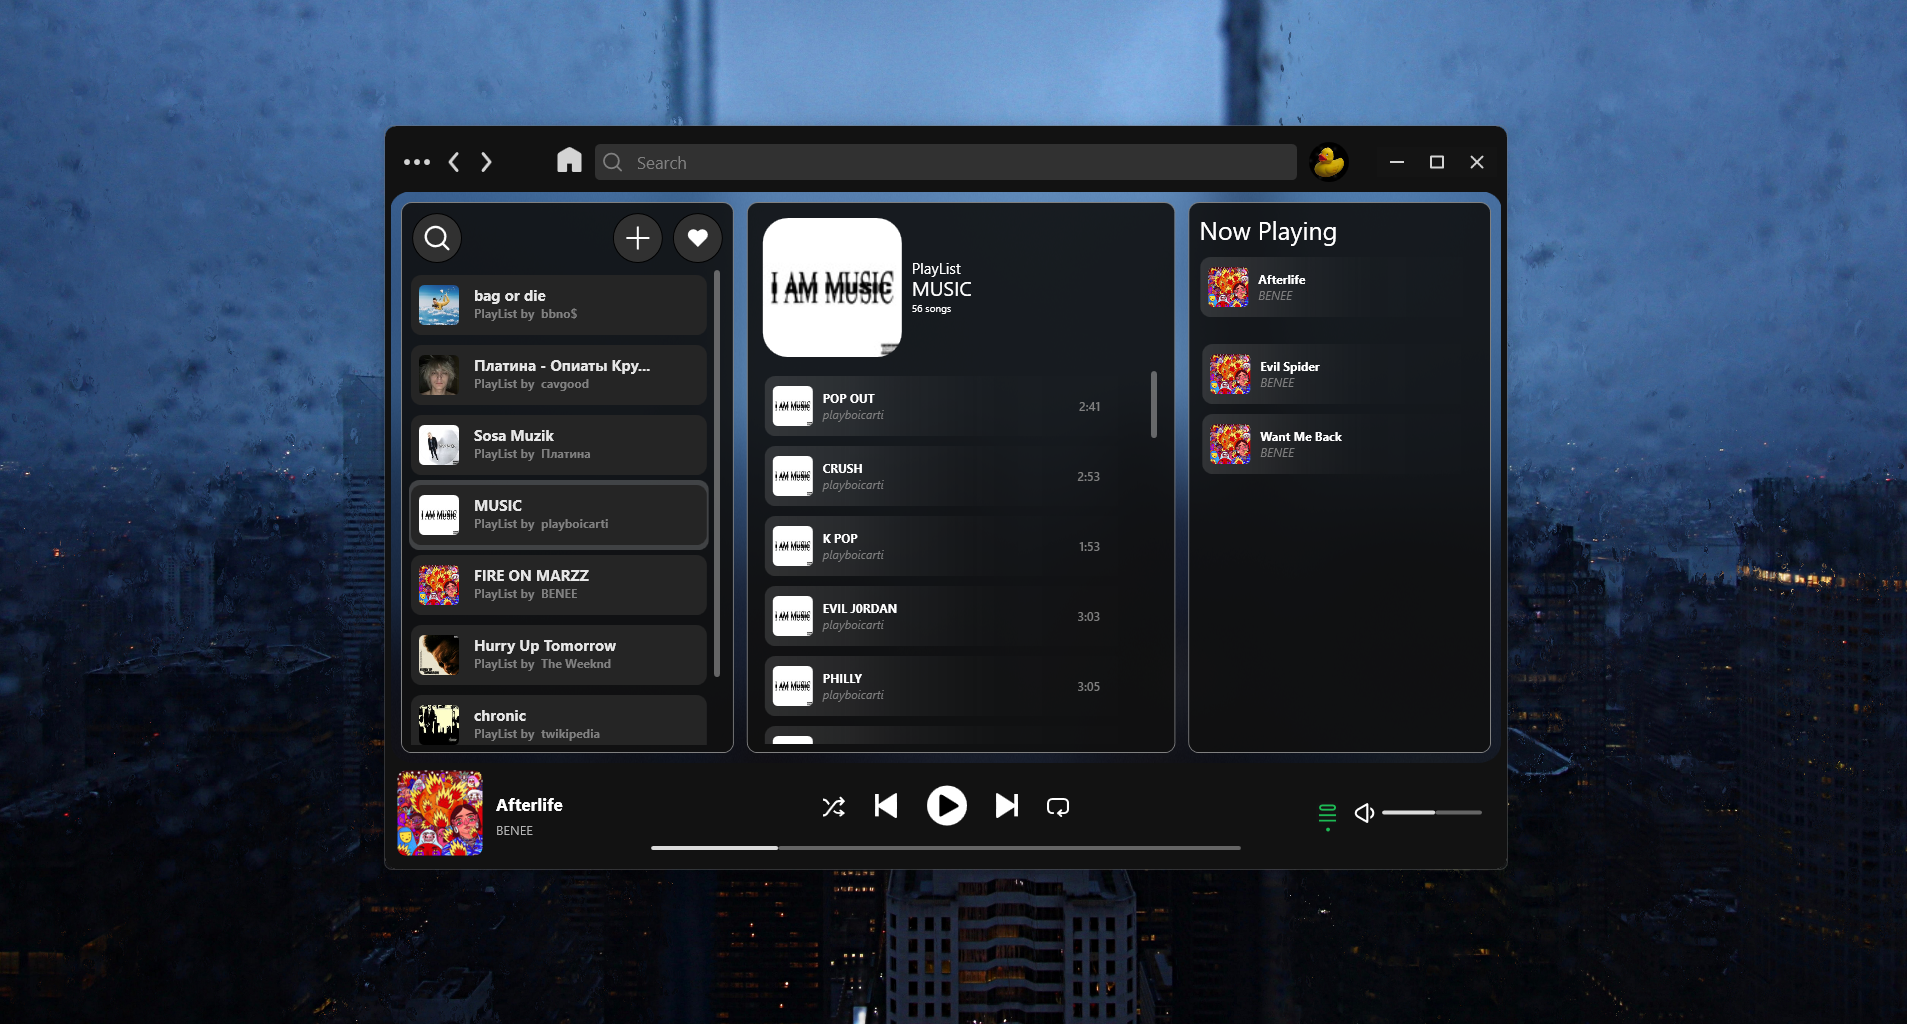 Search
bag or die
PlayList by bbno$
Платина - Опиаты Кру...
PlayList by cavgood
Sosa Muzik
PlayList by Платина
MUSIC
PlayList by playboicarti
FIRE ON MARZZ
PlayList by BENEE
Hurry Up Tomorrow
PlayList by The Weeknd
chronic
PlayList by twikipedia
I AM MUSIC
PlayList
MUSIC
56 songs
POP OUT
playboicarti
2:41
CRUSH
playboicarti
2:53
K POP
playboicarti
1:53
EVIL J0RDAN
playboicarti
3:03
PHILLY
playboicarti
3:05
Now Playing
Afterlife
BENEE
Evil Spider
BENEE
Want Me Back
BENEE
Afterlife
BENEE